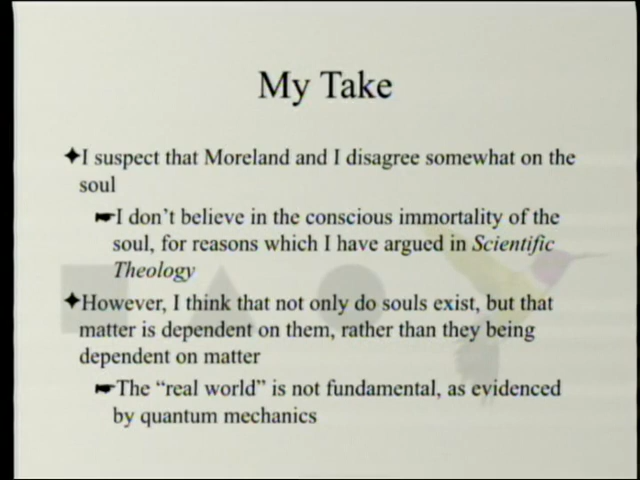 My Take
✦I suspect that Moreland and I disagree somewhat on the
soul
☛I don't believe in the conscious immortality of the
soul, for reasons which I have argued in Scientific
Theology
✦However, I think that not only do souls exist, but that
matter is dependent on them, rather than they being
dependent on matter
☛The “real world” is not fundamental, as evidenced
by quantum mechanics